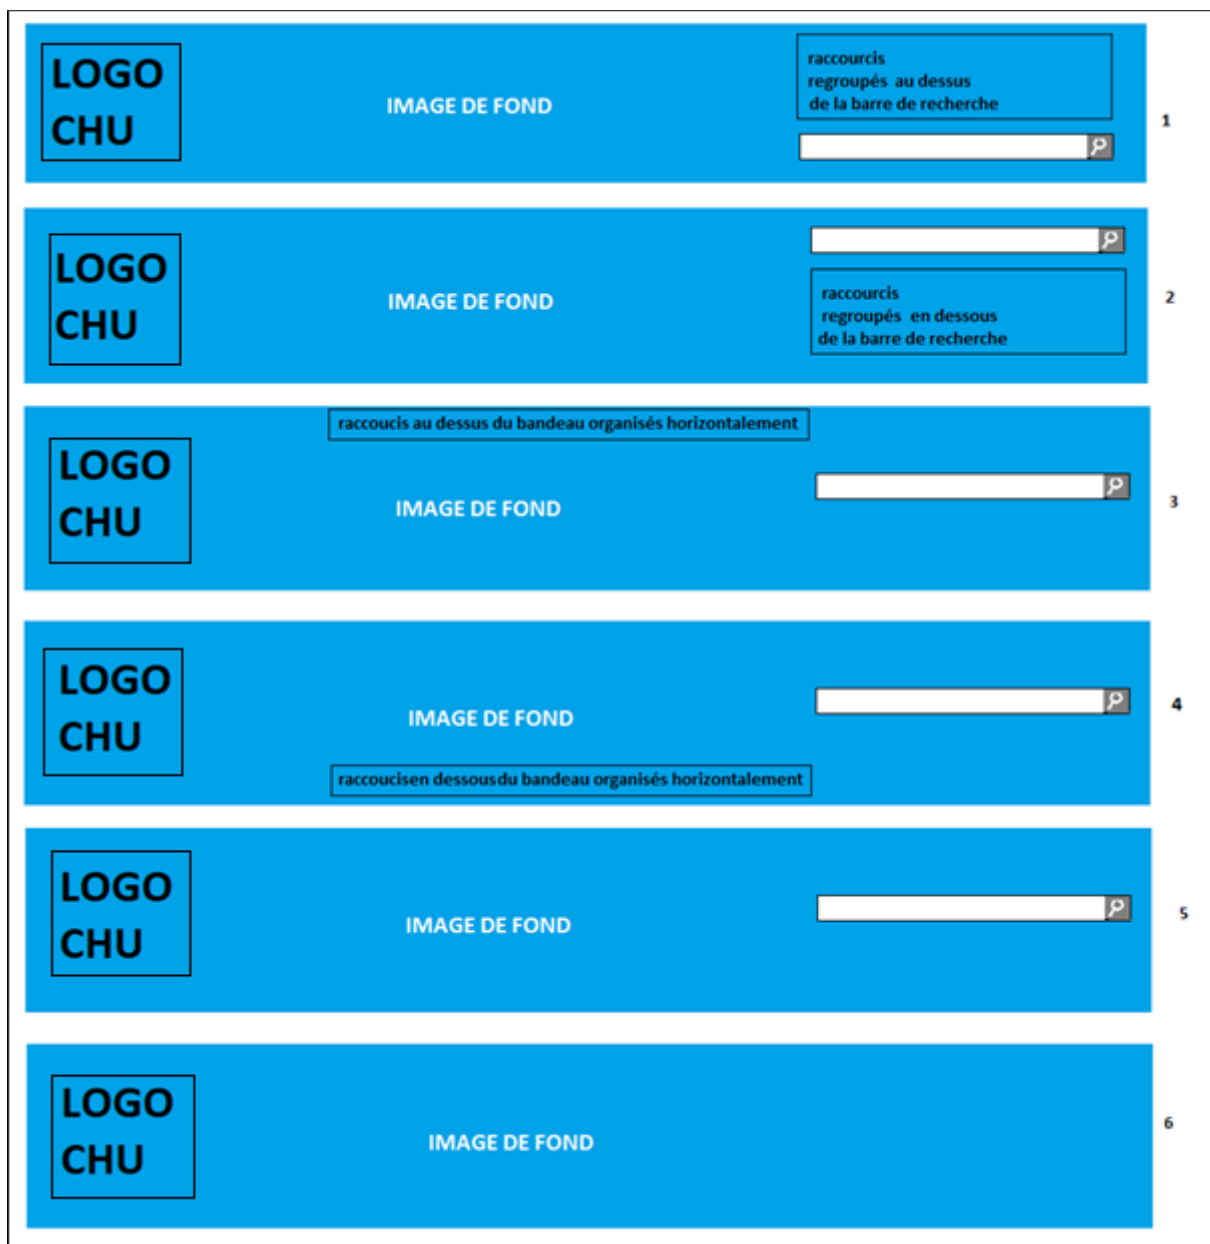 LOGO
CHU
IMAGE DE FOND
raccourcis
regroupés au dessus
de la barre de recherche
1
LOGO
CHU
IMAGE DE FOND
raccourcis
regroupés en dessous
de la barre de recherche
2
raccoucis au dessus du bandeau organisés horizontalement
LOGO
CHU
IMAGE DE FOND
3
LOGO
CHU
IMAGE DE FOND
raccoucisen dessousdu bandeau organisés horizontalement
4
LOGO
CHU
IMAGE DE FOND
5
LOGO
CHU
IMAGE DE FOND
6